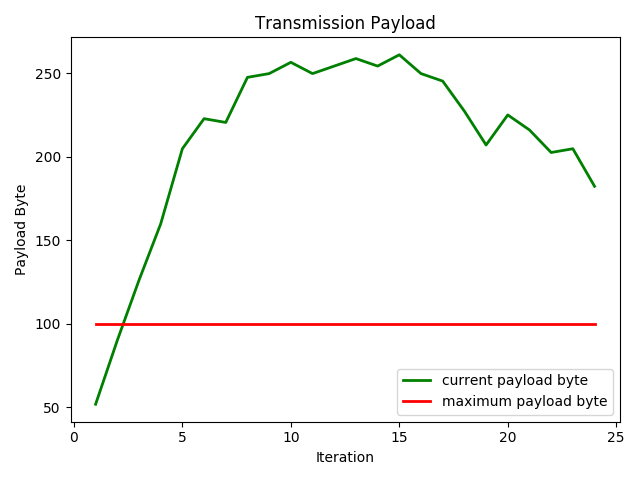 Transmission Payload
Payload Byte
250
200
150
100
50
0
5
10
15
20
25
Iteration
current payload byte
maximum payload byte